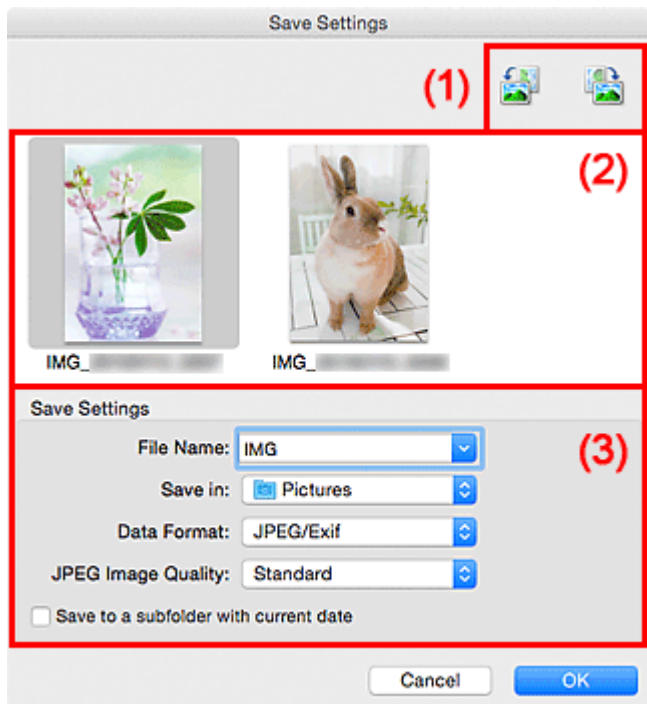 Save Settings
(1)
(2)
IMG_
IMG_
Save Settings
(3)
File Name: IMG
Save in: Pictures
Data Format: JPEG/Exif
JPEG Image Quality: Standard
Save to a subfolder with current date
Cancel OK